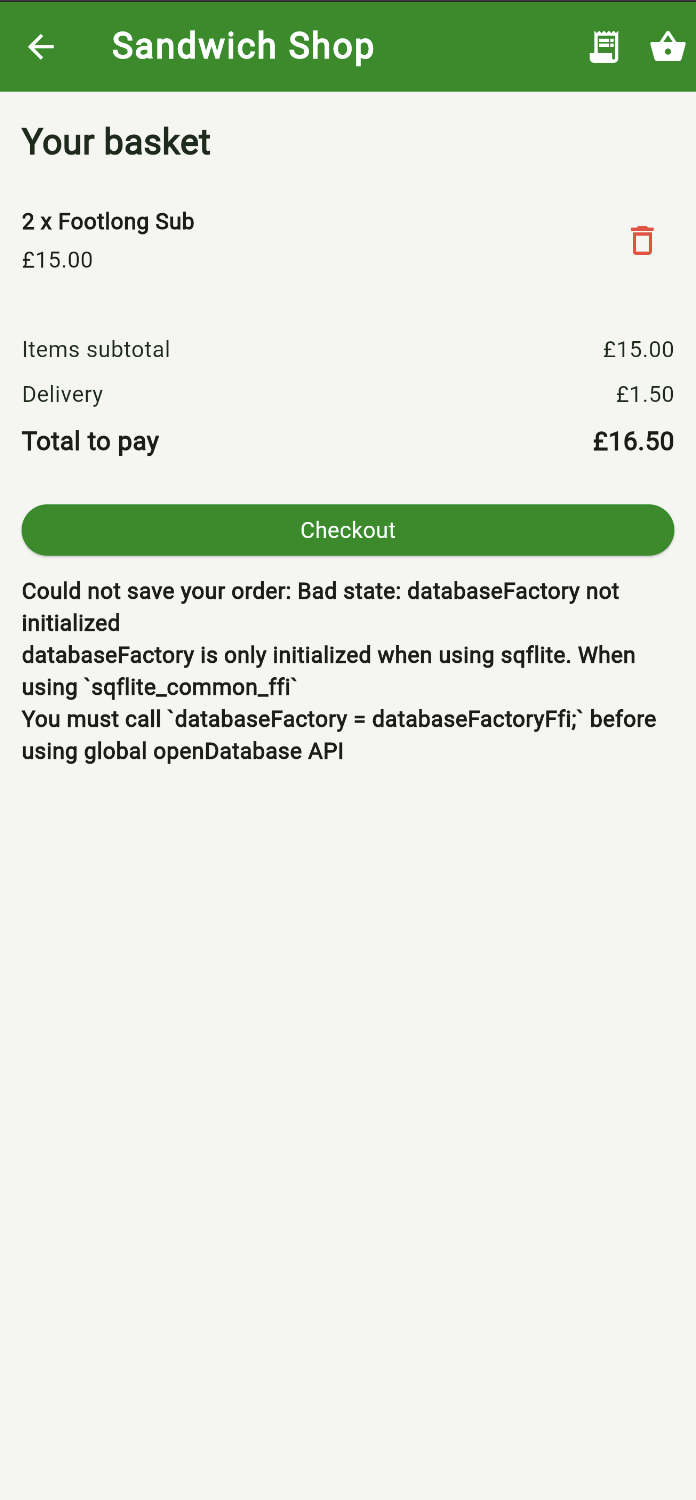 Sandwich Shop
Your basket
2 x Footlong Sub
£15.00
Items subtotal £15.00
Delivery £1.50
Total to pay £16.50
Checkout
Could not save your order: Bad state: databaseFactory not
initialized
databaseFactory is only initialized when using sqflite. When
using `sqflite_common_ffi`
You must call `databaseFactory = databaseFactoryFfi;` before
using global openDatabase API